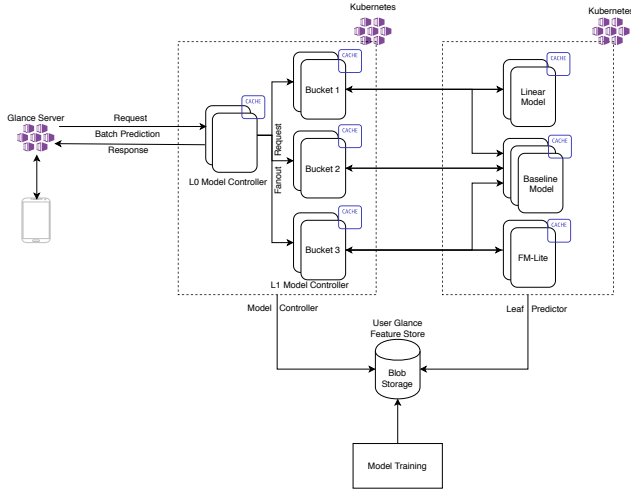 Kubernetes
Kubernetes
CACHE
CACHE
Bucket 1
Linear
Model
Glance Server
Request
CACHE
Batch Prediction
Response
L0 Model Controller
Fanout Request
CACHE
Bucket 2
CACHE
Baseline
Model
CACHE
Bucket 3
CACHE
FM-Lite
L1 Model Controller
Model Controller
Leaf Predictor
User Glance
Feature Store
Blob
Storage
Model Training